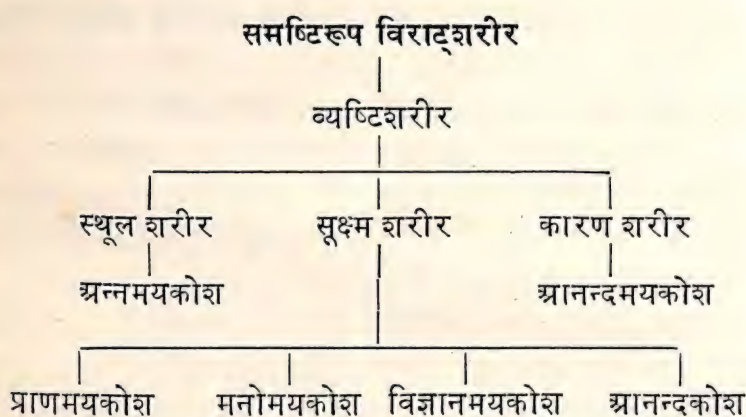 समष्टिरूप विराट्शरीर
व्यष्टिशरीर
स्थूल शरीर सूक्ष्म शरीर कारण शरीर
अन्नमयकोश आनन्दमयकोश
प्राणमयकोश मनोमयकोश विज्ञानमयकोश आनन्दकोश